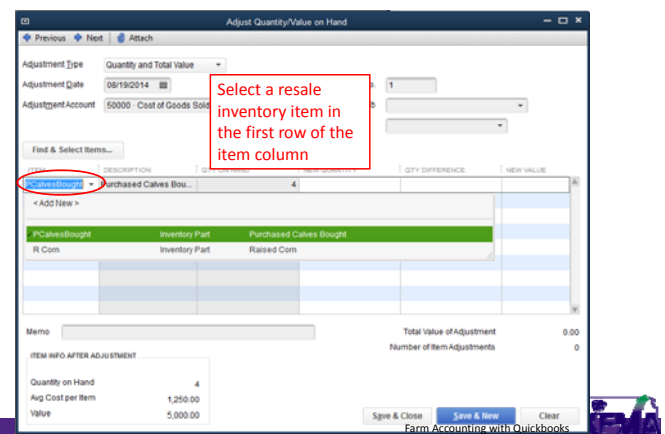 Adjust Quantity/Value on Hand
Previous Next Attach
Adjustment Type Quantity and Total Value
Adjustment Date 08/19/2014 1
Adjustment Account 50000 · Cost of Goods Sold
Select a resale
inventory item in
the first row of the
item column
Find & Select Items...
ITEM DESCRIPTION QTY ON HAND NEW QUANTITY QTY DIFFERENCE NEW VALUE
PCalvesBought Purchased Calves Bou... 4
< Add New >
PCalvesBought Inventory Part Purchased Calves Bought
R Corn Inventory Part Raised Corn
Memo Total Value of Adjustment 0.00
Number of Item Adjustments 0
ITEM INFO AFTER ADJUSTMENT
Quantity on Hand 4
Avg Cost per Item 1,250.00
Value 5,000.00
Save & Close Save & New Clear
Farm Accounting with Quickbooks